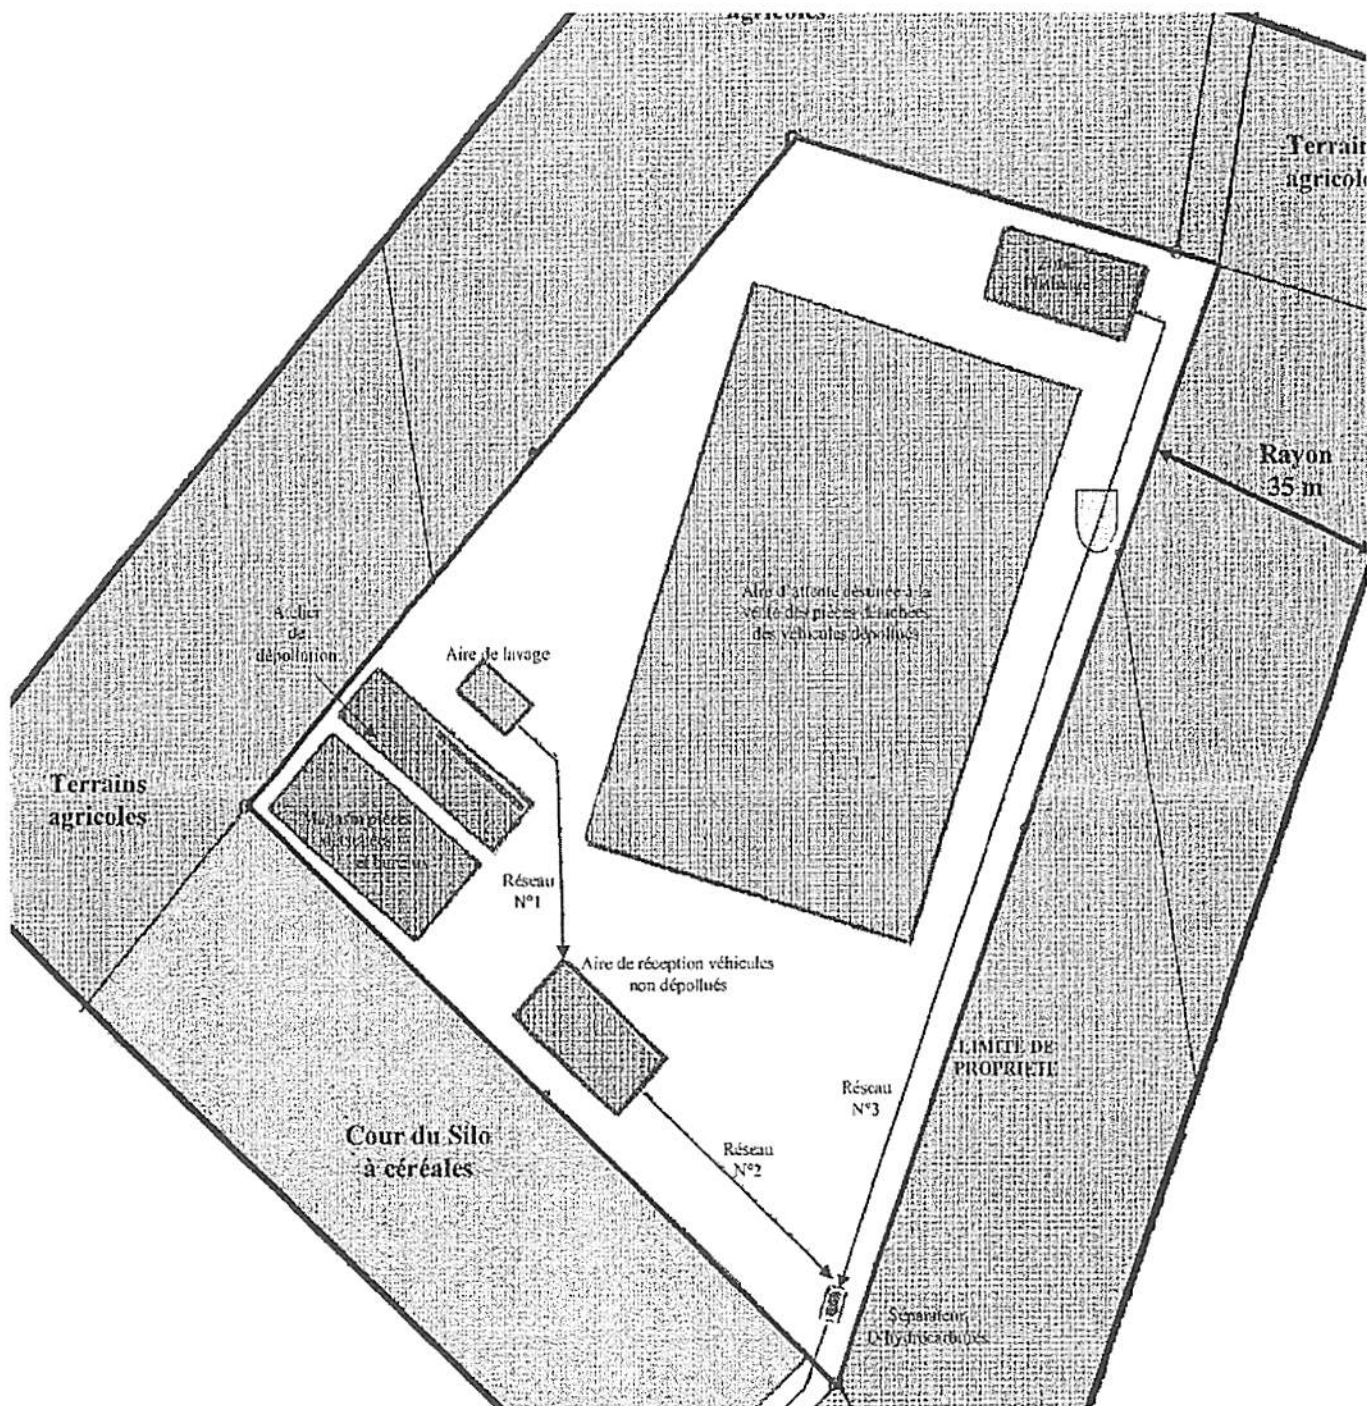 agricoles
Terrain
agricole
Rayon
35 m
Aire d'attente destinée à la
vente des pièces détachées
des véhicules dépollués
Atelier
de
dépollution
Aire de lavage
Terrains
agricoles
Magasin pièces
Réseau
N°1
Aire de réception véhicules
non dépollués
LIMITE DE
PROPRIETE
Réseau
N°3
Cour du Silo
à céréales
Réseau
N°2
Séparateur
D'hydrocarbures